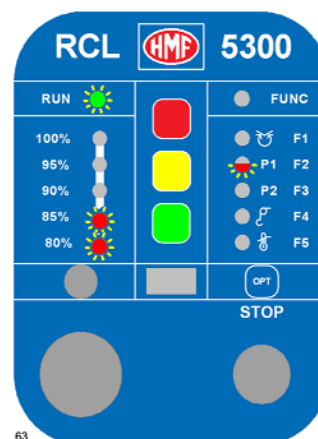 RCL HMF 5300
RUN FUNC
100% F1
95% P1 F2
90% P2 F3
85% F4
80% F5
OPT
STOP
63